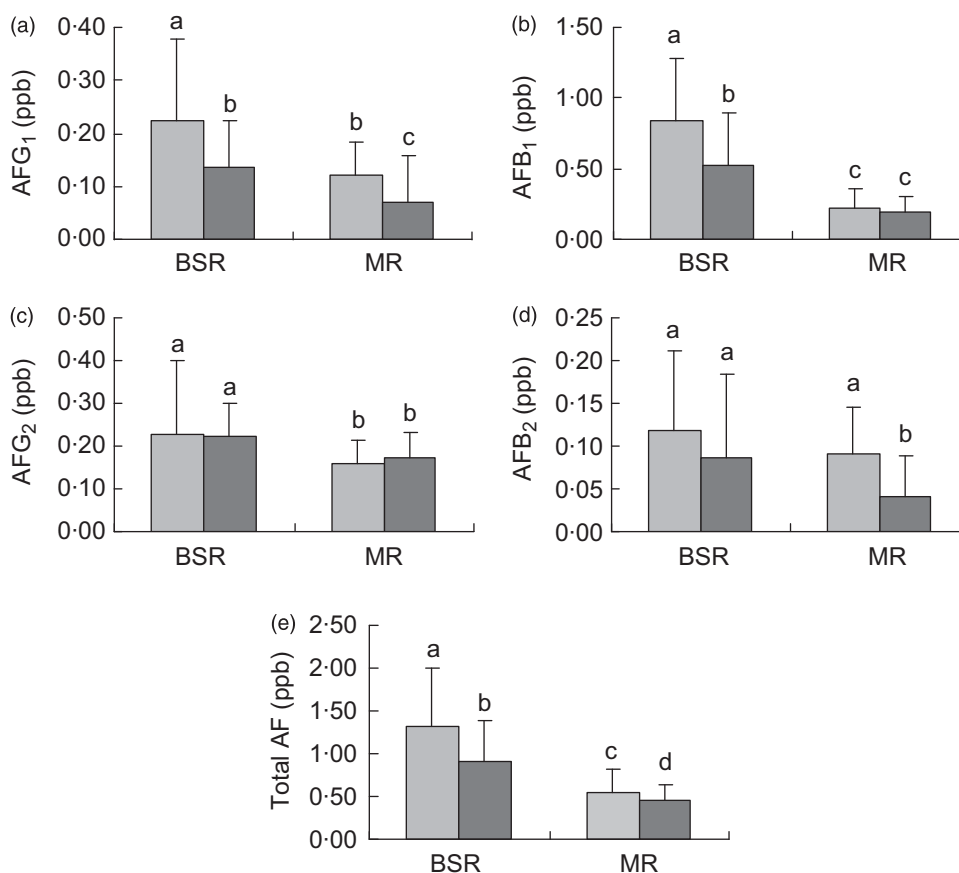 (a)
0·40
0·30
0·20
0·10
0·00
AFG1 (ppb)
a
b
b
c
BSR
MR
(b)
1·50
1·00
0·50
0·00
AFB1 (ppb)
a
b
c
c
BSR
MR
(c)
0·50
0·40
0·30
0·20
0·10
0·00
AFG2 (ppb)
a
a
b
b
BSR
MR
(d)
0·25
0·20
0·15
0·10
0·05
0·00
AFB2 (ppb)
a
a
a
b
BSR
MR
(e)
2·50
2·00
1·50
1·00
0·50
0·00
Total AF (ppb)
a
b
c
d
BSR
MR